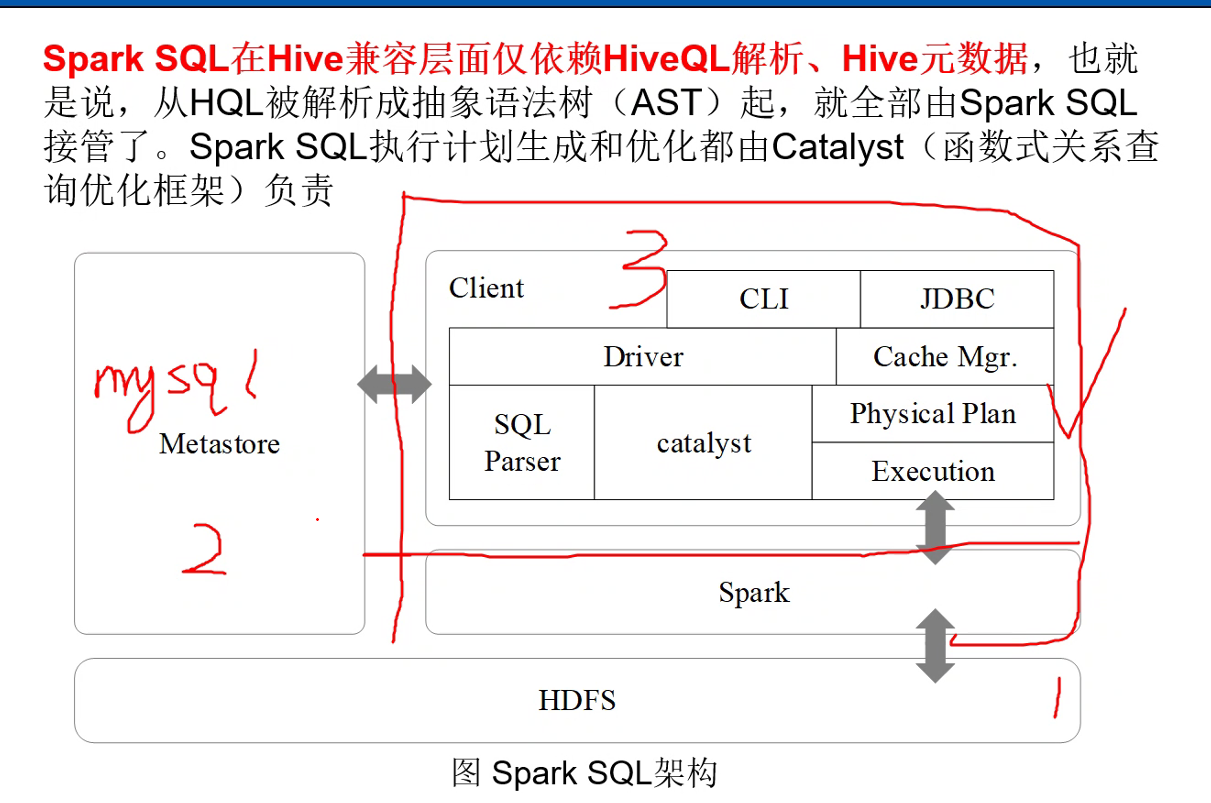 Spark SQL在Hive兼容层面仅依赖HiveQL解析、Hive元数据，也就
是说，从HQL被解析成抽象语法树（AST）起，就全部由Spark SQL
接管了。Spark SQL执行计划生成和优化都由Catalyst（函数式关系查
询优化框架）负责
3
Client
CLI
JDBC
Driver
Cache Mgr.
mysql
Metastore
2
SQL
Parser
catalyst
Physical Plan
Execution
Spark
HDFS
1
图 Spark SQL架构